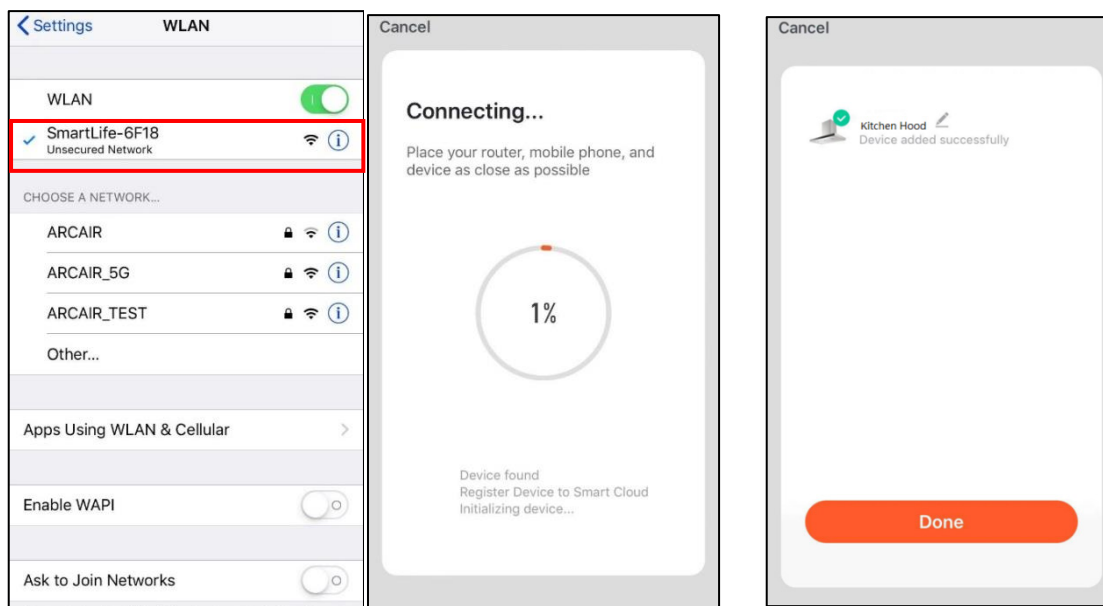 Settings WLAN
WLAN
SmartLife-6F18
Unsecured Network
CHOOSE A NETWORK...
ARCAIR
ARCAIR_5G
ARCAIR_TEST
Other...
Apps Using WLAN & Cellular
Enable WAPI
Ask to Join Networks
Cancel
Connecting...
Place your router, mobile phone, and
device as close as possible
1%
Device found
Register Device to Smart Cloud
Initializing device...
Cancel
Kitchen Hood
Device added successfully
Done